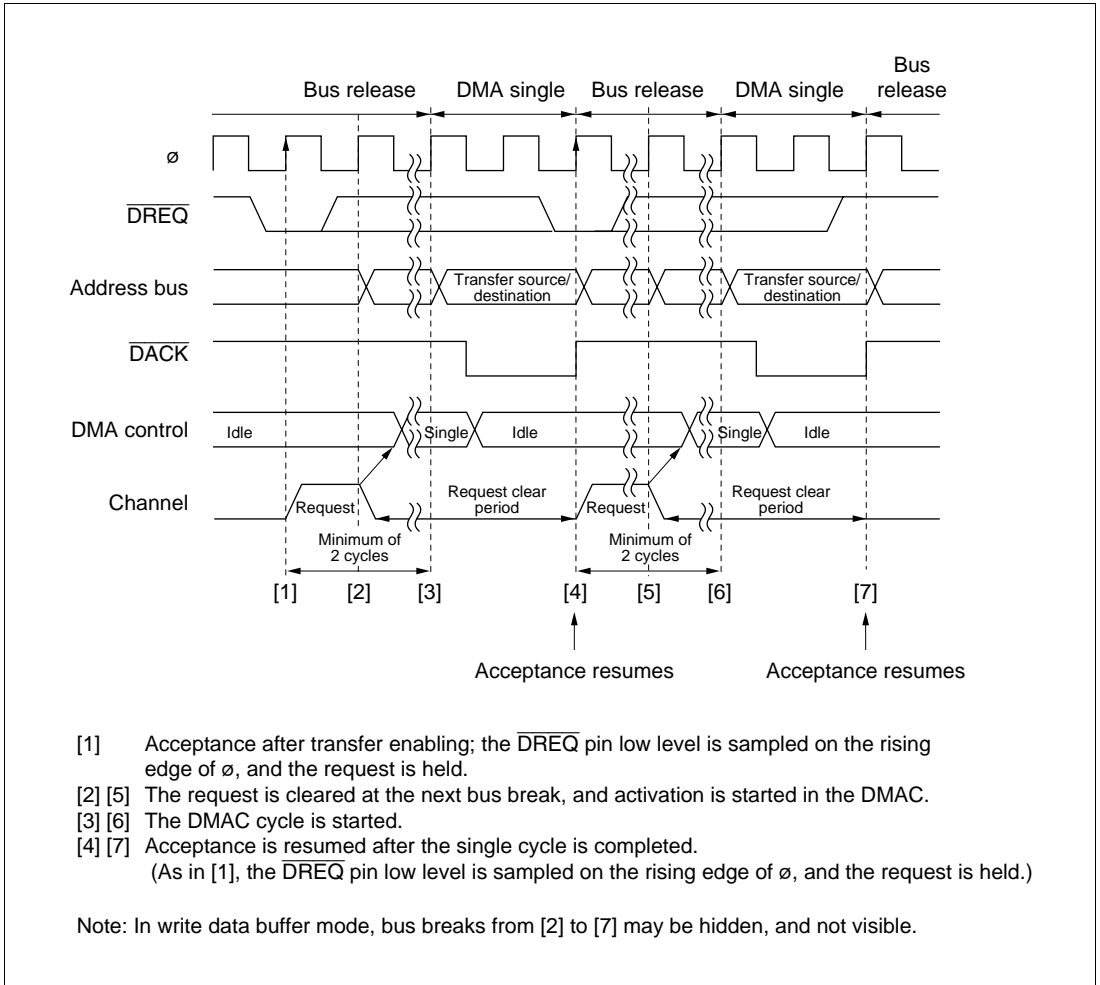 Bus release DMA single Bus release DMA single Bus release
ø
DREQ
Address bus Transfer source/ destination Transfer source/ destination
DACK
DMA control Idle Single Idle Single Idle
Channel Request Request clear period Request Request clear period
Minimum of 2 cycles Minimum of 2 cycles
[1] [2] [3] [4] [5] [6] [7]
Acceptance resumes Acceptance resumes
[1] Acceptance after transfer enabling; the DREQ pin low level is sampled on the rising
edge of ø, and the request is held.
[2] [5] The request is cleared at the next bus break, and activation is started in the DMAC.
[3] [6] The DMAC cycle is started.
[4] [7] Acceptance is resumed after the single cycle is completed.
(As in [1], the DREQ pin low level is sampled on the rising edge of ø, and the request is held.)
Note: In write data buffer mode, bus breaks from [2] to [7] may be hidden, and not visible.